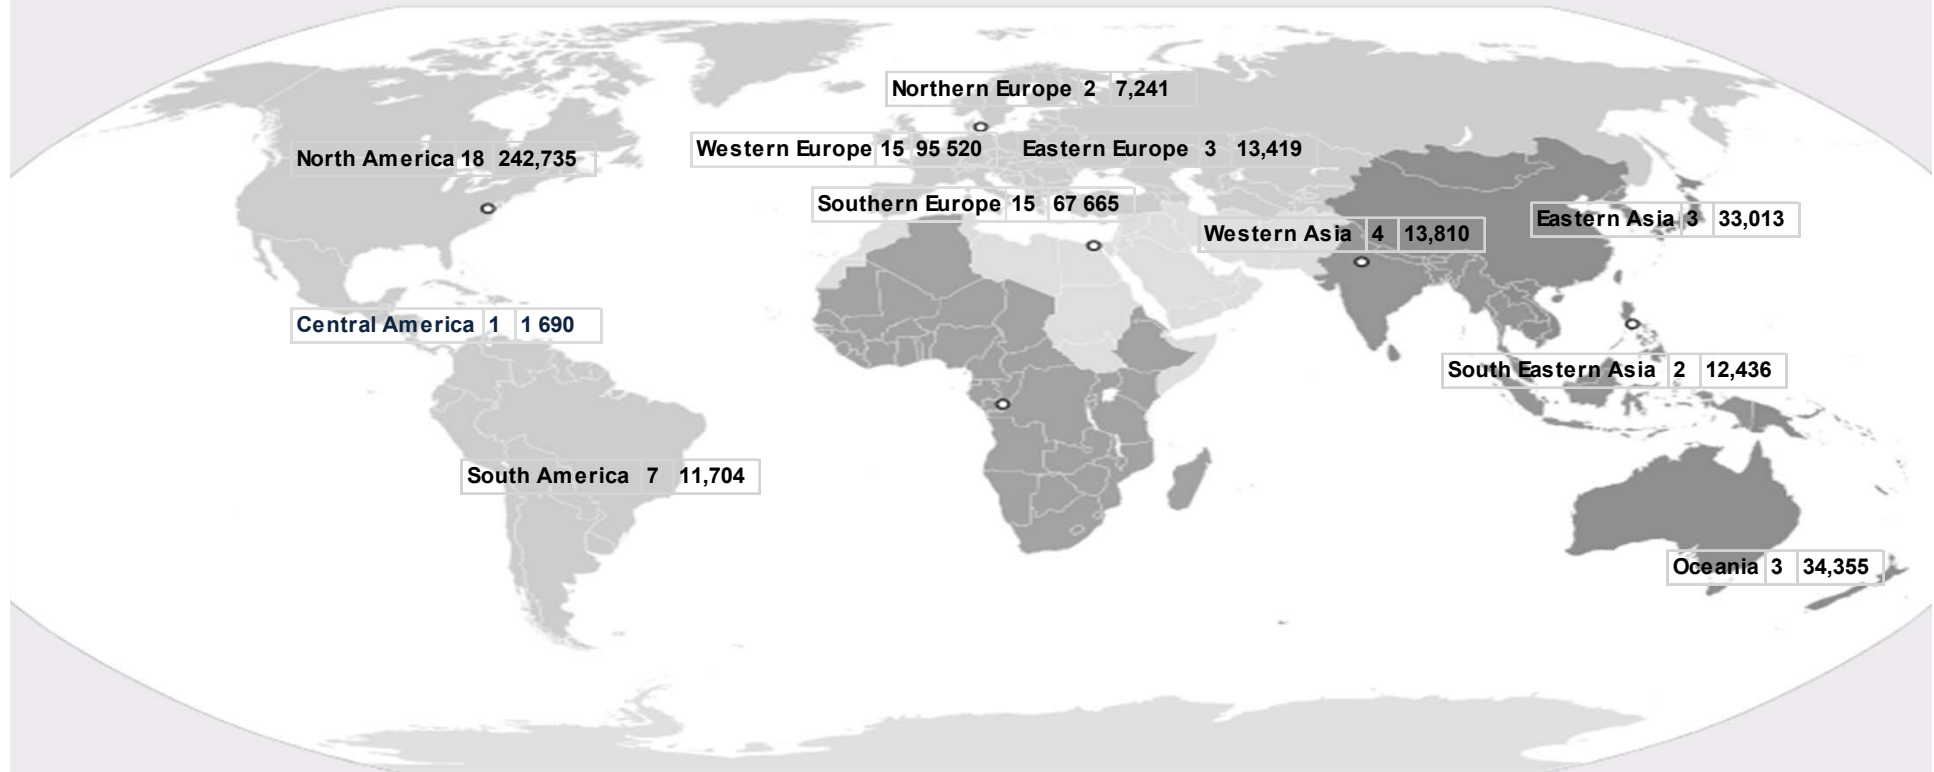 Northern Europe 2 7,241
North America 18 242,735
Western Europe 15 95 520
Eastern Europe 3 13,419
Southern Europe 15 67 665
Western Asia 4 13,810
Eastern Asia 3 33,013
Central America 1 1 690
South Eastern Asia 2 12,436
South America 7 11,704
Oceania 3 34,355